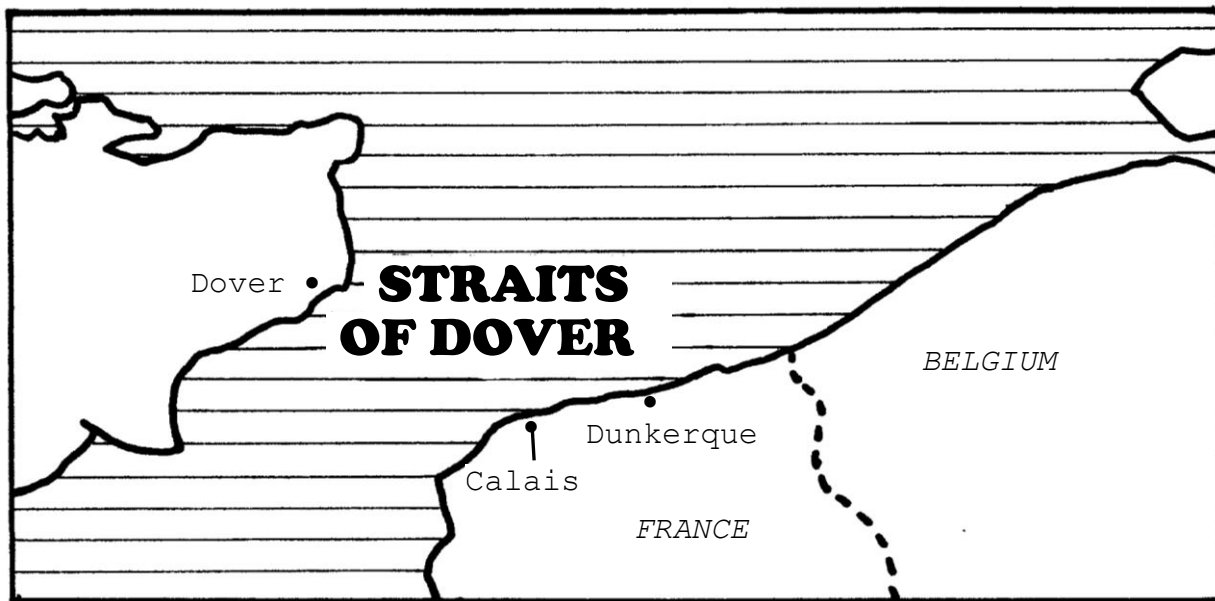 Dover
STRAITS
OF DOVER
BELGIUM
Dunkerque
Calais
FRANCE